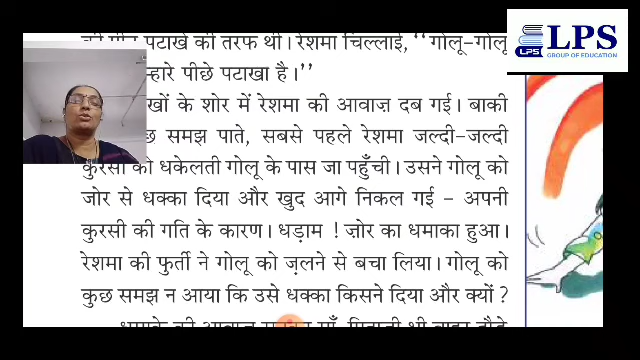 पटाखे की तरफ थी। रेशमा चिल्लाई, “गोलू-गोलू
पीछे पटाखा है।”
के शोर में रेशमा की आवाज़ दब गई। बाकी
समझ पाते, सबसे पहले रेशमा जल्दी-जल्दी
कुरसी को धकेलती गोलू के पास जा पहुँची। उसने गोलू को
जोर से धक्का दिया और खुद आगे निकल गई – अपनी
कुरसी की गति के कारण। धड़ाम ! ज़ोर का धमाका हुआ।
रेशमा की फुर्ती ने गोलू को ज़लने से बचा लिया। गोलू को
कुछ समझ न आया कि उसे धक्का किसने दिया और क्यों ?
LPS
GROUP OF EDUCATION
LPS